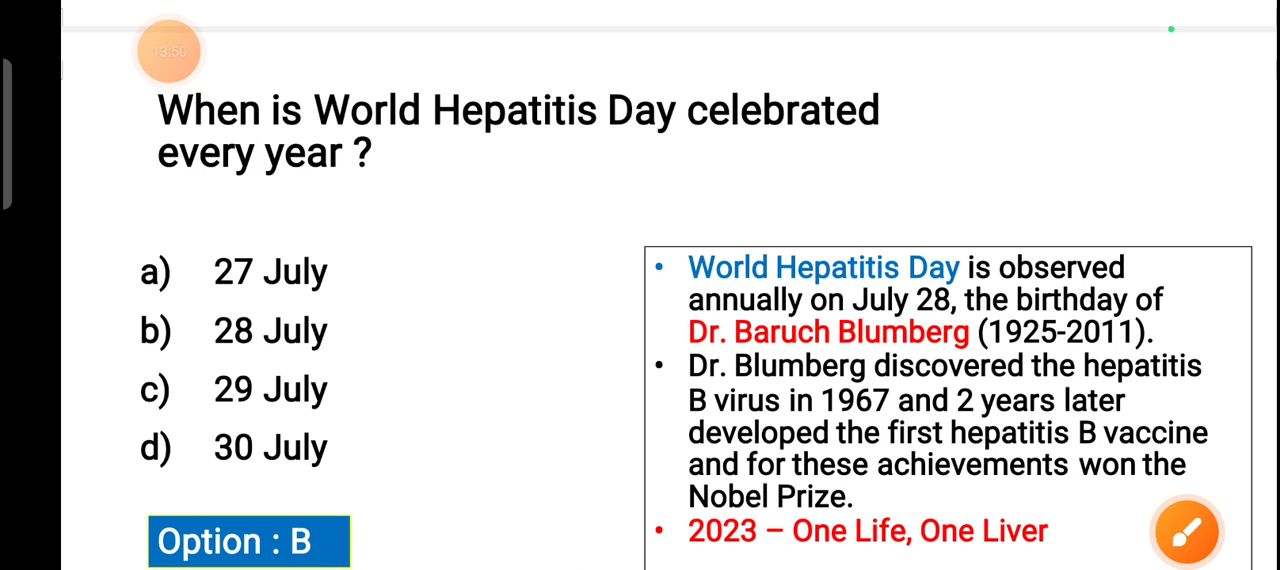 13:50
When is World Hepatitis Day celebrated
every year ?
a) 27 July
b) 28 July
c) 29 July
d) 30 July
Option : B
• World Hepatitis Day is observed
annually on July 28, the birthday of
Dr. Baruch Blumberg (1925-2011).
• Dr. Blumberg discovered the hepatitis
B virus in 1967 and 2 years later
developed the first hepatitis B vaccine
and for these achievements won the
Nobel Prize.
• 2023 – One Life, One Liver